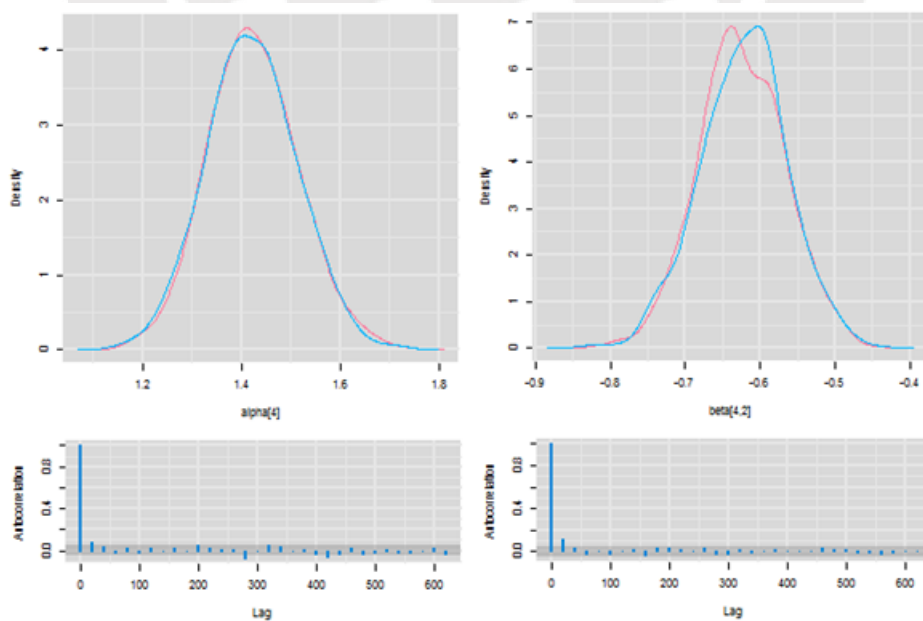 Density
4
3
2
1
0
1.2 1.4 1.6 1.8
alpha[4]
Density
7
6
5
4
3
2
1
0
-0.9 -0.8 -0.7 -0.6 -0.5 -0.4
beta[4,2]
Autocorrelation
0.8
0.4
0.0
0 100 200 300 400 500 600
Lag
Autocorrelation
0.8
0.4
0.0
0 100 200 300 400 500 600
Lag